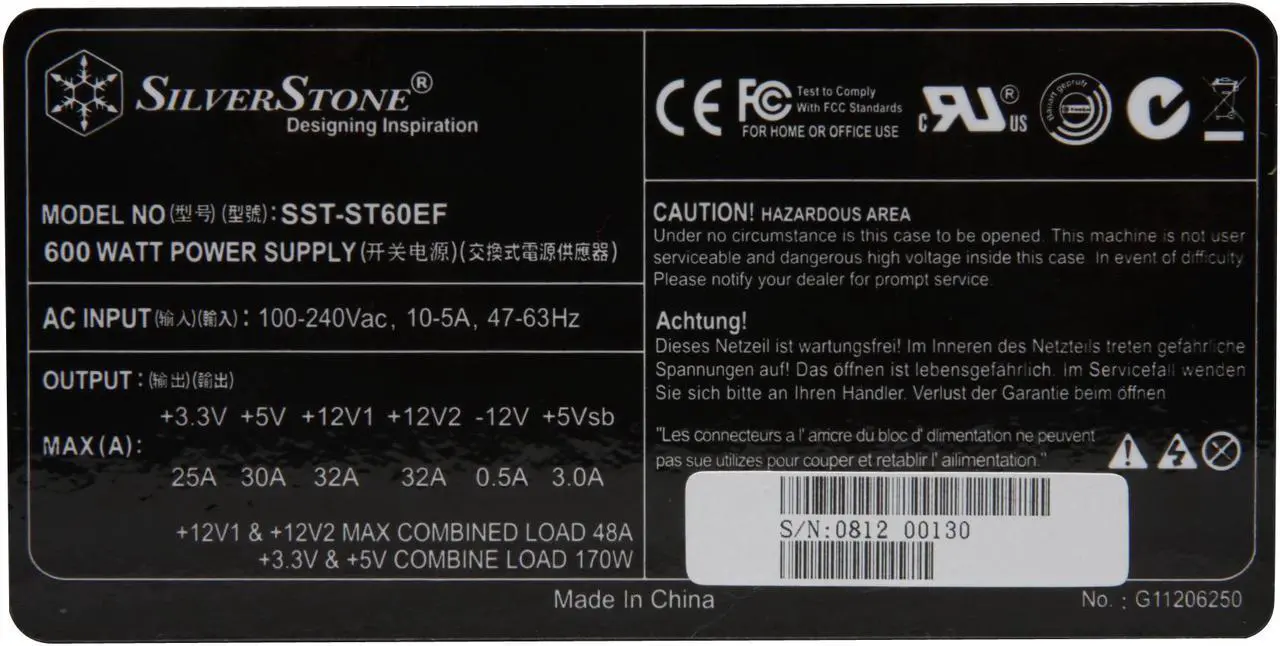 SILVERSTONE®
Designing Inspiration
MODEL NO (型号) (型號) : SST-ST60EF
600 WATT POWER SUPPLY (开关电源) (交換式電源供應器)
AC INPUT (输入) (輸入) : 100-240Vac, 10-5A, 47-63Hz
OUTPUT : (输出) (輸出)
+3.3V +5V +12V1 +12V2 -12V +5Vsb
MAX (A) :
25A 30A 32A 32A 0.5A 3.0A
+12V1 & +12V2 MAX COMBINED LOAD 48A
+3.3V & +5V COMBINE LOAD 170W
CE FC Test to Comply
With FCC Standards
FOR HOME OR OFFICE USE
c RU ® US
Bauart geprüft
CAUTION! HAZARDOUS AREA
Under no circumstance is this case to be opened. This machine is not user
serviceable and dangerous high voltage inside this case. In event of difficulty
Please notify your dealer for prompt service.
Achtung!
Dieses Netzeil ist wartungsfrei! Im Inneren des Netzteils treten gefahrliche
Spannungen auf! Das öffnen ist lebensgefährlich. Im Servicefall wenden
Sie sich bitte an Ihren Händler. Verlust der Garantie beim öffnen
"Les connecteurs a l' amcre du bloc d' dlimentation ne peuvent
pas sue utilizes pour couper et retablir l' ailimentation."
S/N:0812 00130
Made In China
No. : G11206250